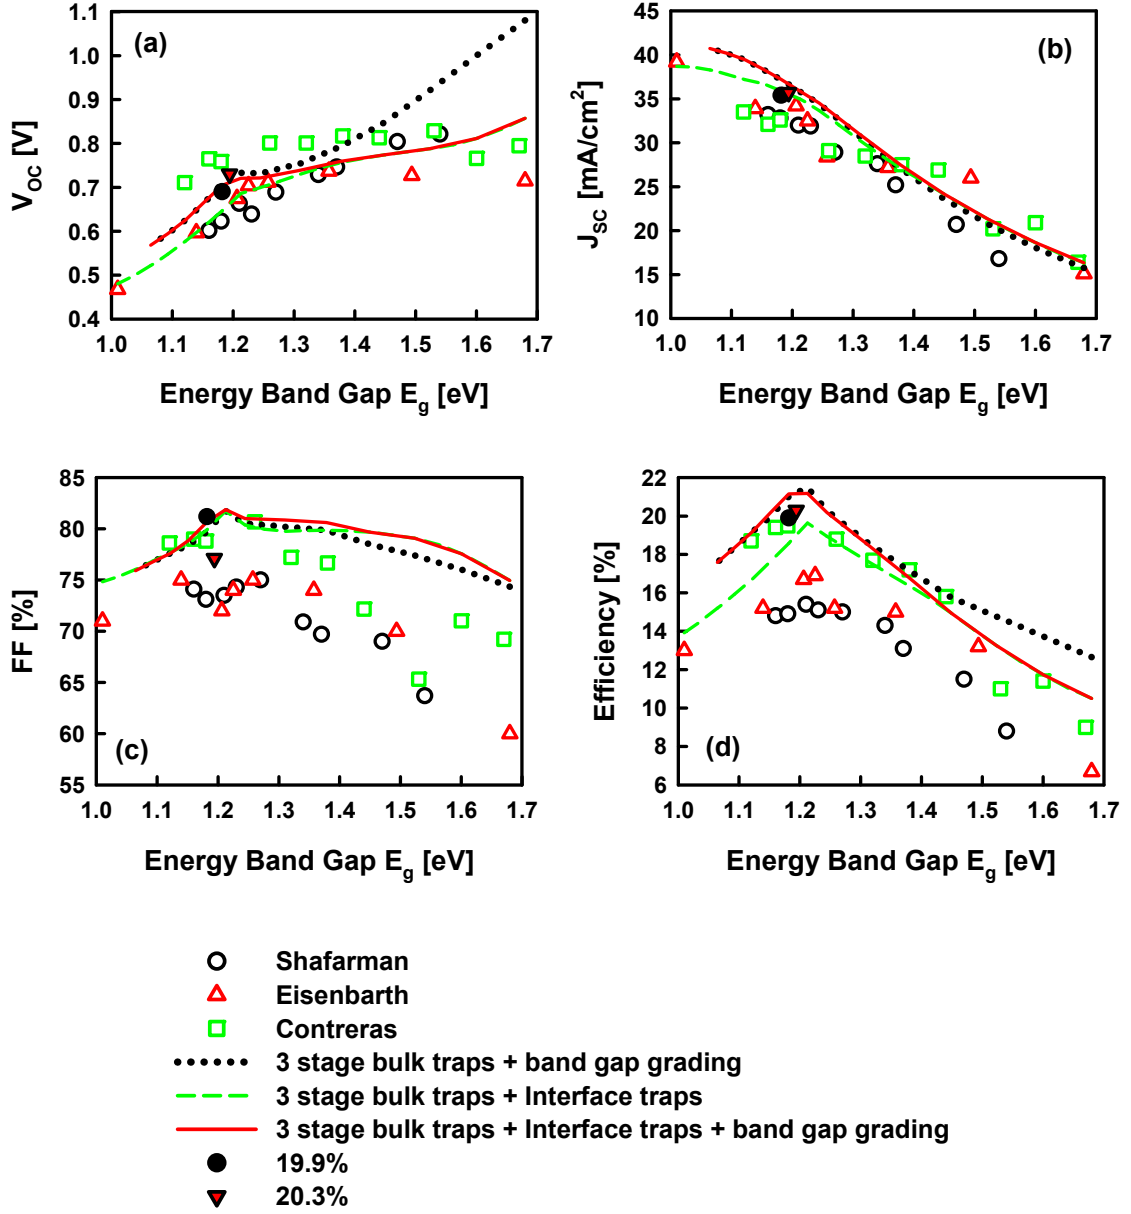 (a)
V_OC [V]
1.1
1.0
0.9
0.8
0.7
0.6
0.5
0.4
1.0 1.1 1.2 1.3 1.4 1.5 1.6 1.7
Energy Band Gap E_g [eV]
(b)
J_SC [mA/cm²]
45
40
35
30
25
20
15
10
1.0 1.1 1.2 1.3 1.4 1.5 1.6 1.7
Energy Band Gap E_g [eV]
(c)
FF [%]
85
80
75
70
65
60
55
1.0 1.1 1.2 1.3 1.4 1.5 1.6 1.7
Energy Band Gap E_g [eV]
(d)
Efficiency [%]
22
20
18
16
14
12
10
8
6
1.0 1.1 1.2 1.3 1.4 1.5 1.6 1.7
Energy Band Gap E_g [eV]
Shafarman
Eisenbarth
Contreras
3 stage bulk traps + band gap grading
3 stage bulk traps + Interface traps
3 stage bulk traps + Interface traps + band gap grading
19.9%
20.3%